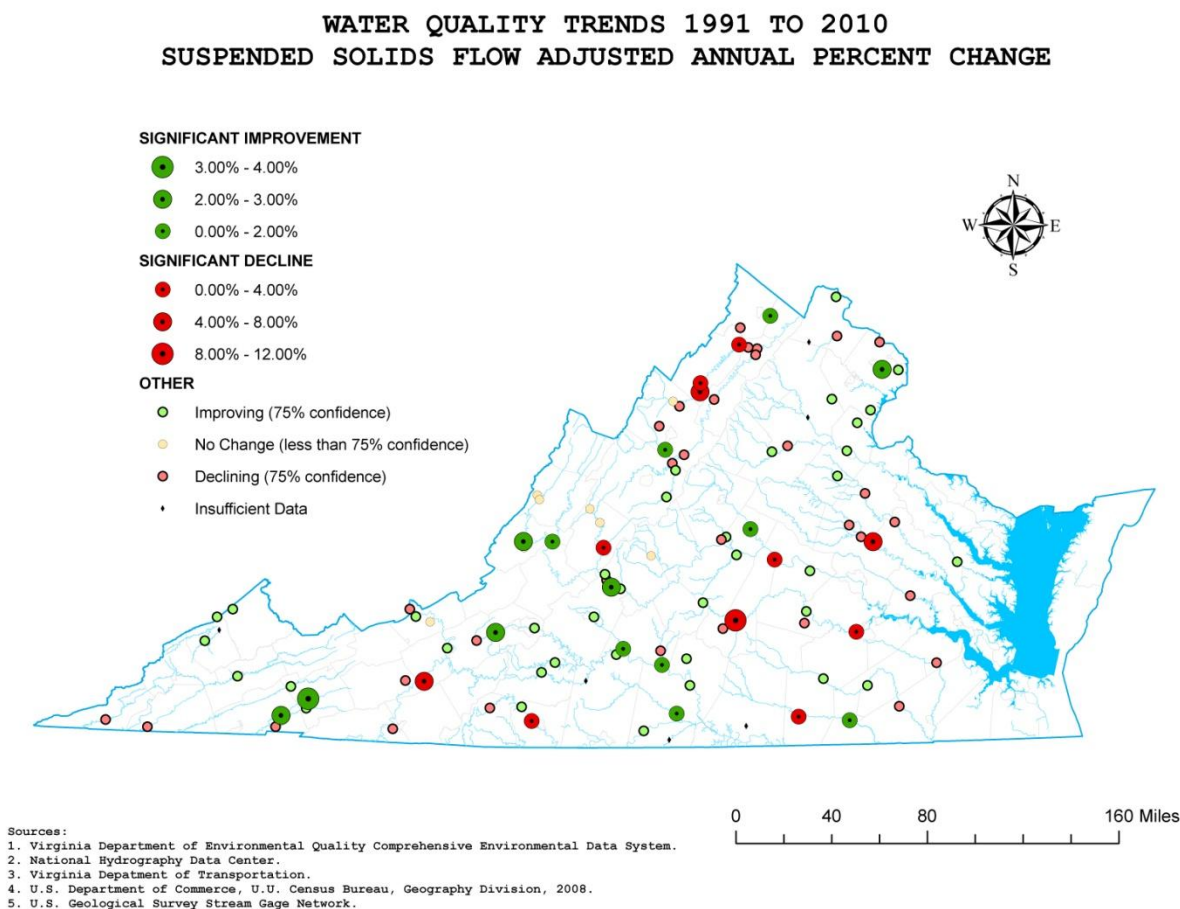 WATER QUALITY TRENDS 1991 TO 2010
SUSPENDED SOLIDS FLOW ADJUSTED ANNUAL PERCENT CHANGE
SIGNIFICANT IMPROVEMENT
3.00% - 4.00%
2.00% - 3.00%
0.00% - 2.00%
SIGNIFICANT DECLINE
0.00% - 4.00%
4.00% - 8.00%
8.00% - 12.00%
OTHER
Improving (75% confidence)
No Change (less than 75% confidence)
Declining (75% confidence)
Insufficient Data
N
W E
S
0 40 80 160 Miles
Sources:
1. Virginia Department of Environmental Quality Comprehensive Environmental Data System.
2. National Hydrography Data Center.
3. Virginia Depatment of Transportation.
4. U.S. Department of Commerce, U.U. Census Bureau, Geography Division, 2008.
5. U.S. Geological Survey Stream Gage Network.